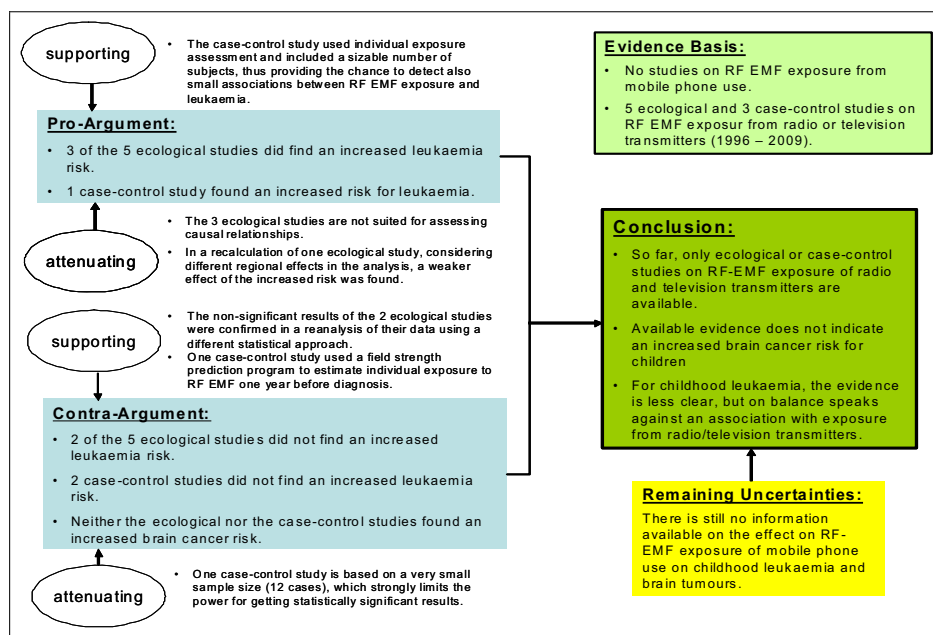 supporting
• The case-control study used individual exposure
assessment and included a sizable number of
subjects, thus providing the chance to detect also
small associations between RF EMF exposure and
leukaemia.
Pro-Argument:
• 3 of the 5 ecological studies did find an increased leukaemia
risk.
• 1 case-control study found an increased risk for leukaemia.
attenuating
• The 3 ecological studies are not suited for assessing
causal relationships.
• In a recalculation of one ecological study, considering
different regional effects in the analysis, a weaker
effect of the increased risk was found.
supporting
• The non-significant results of the 2 ecological studies
were confirmed in a reanalysis of their data using a
different statistical approach.
• One case-control study used a field strength
prediction program to estimate individual exposure to
RF EMF one year before diagnosis.
Contra-Argument:
• 2 of the 5 ecological studies did not find an increased
leukaemia risk.
• 2 case-control studies did not find an increased leukaemia
risk.
• Neither the ecological nor the case-control studies found an
increased brain cancer risk.
attenuating
• One case-control study is based on a very small
sample size (12 cases), which strongly limits the
power for getting statistically significant results.
Evidence Basis:
• No studies on RF EMF exposure from
mobile phone use.
• 5 ecological and 3 case-control studies on
RF EMF exposur from radio or television
transmitters (1996 – 2009).
Conclusion:
• So far, only ecological or case-control
studies on RF-EMF exposure of radio
and television transmitters are
available.
• Available evidence does not indicate
an increased brain cancer risk for
children
• For childhood leukaemia, the evidence
is less clear, but on balance speaks
against an association with exposure
from radio/television transmitters.
Remaining Uncertainties:
There is still no information
available on the effect on RF-
EMF exposure of mobile phone
use on childhood leukaemia and
brain tumours.